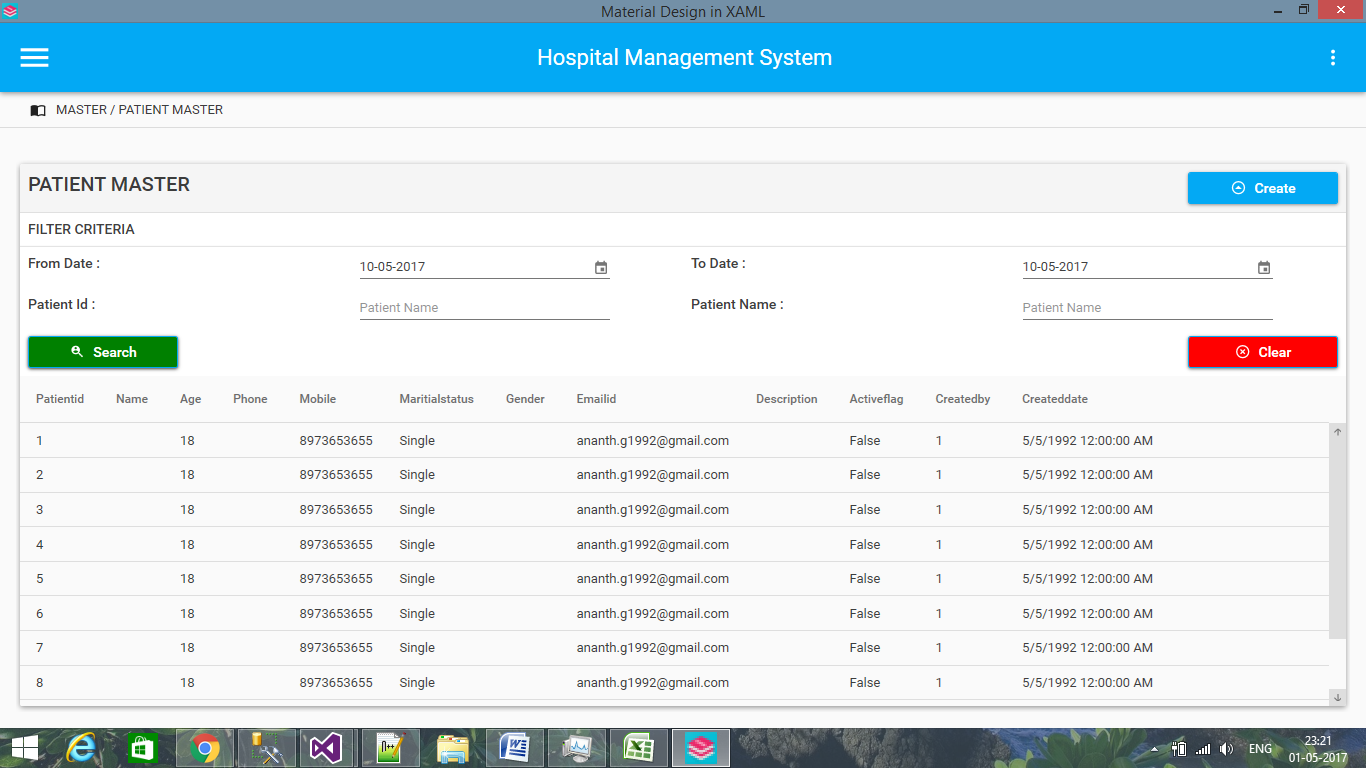 Material Design in XAML
Hospital Management System
MASTER / PATIENT MASTER
PATIENT MASTER
Create
FILTER CRITERIA
From Date : 10-05-2017 To Date : 10-05-2017
Patient Id : Patient Name Patient Name : Patient Name
Search Clear
Patientid Name Age Phone Mobile Maritialstatus Gender Emailid Description Activeflag Createdby Createddate
1 18 8973653655 Single ananth.g1992@gmail.com False 1 5/5/1992 12:00:00 AM
2 18 8973653655 Single ananth.g1992@gmail.com False 1 5/5/1992 12:00:00 AM
3 18 8973653655 Single ananth.g1992@gmail.com False 1 5/5/1992 12:00:00 AM
4 18 8973653655 Single ananth.g1992@gmail.com False 1 5/5/1992 12:00:00 AM
5 18 8973653655 Single ananth.g1992@gmail.com False 1 5/5/1992 12:00:00 AM
6 18 8973653655 Single ananth.g1992@gmail.com False 1 5/5/1992 12:00:00 AM
7 18 8973653655 Single ananth.g1992@gmail.com False 1 5/5/1992 12:00:00 AM
8 18 8973653655 Single ananth.g1992@gmail.com False 1 5/5/1992 12:00:00 AM
ENG 23:21
01-05-2017